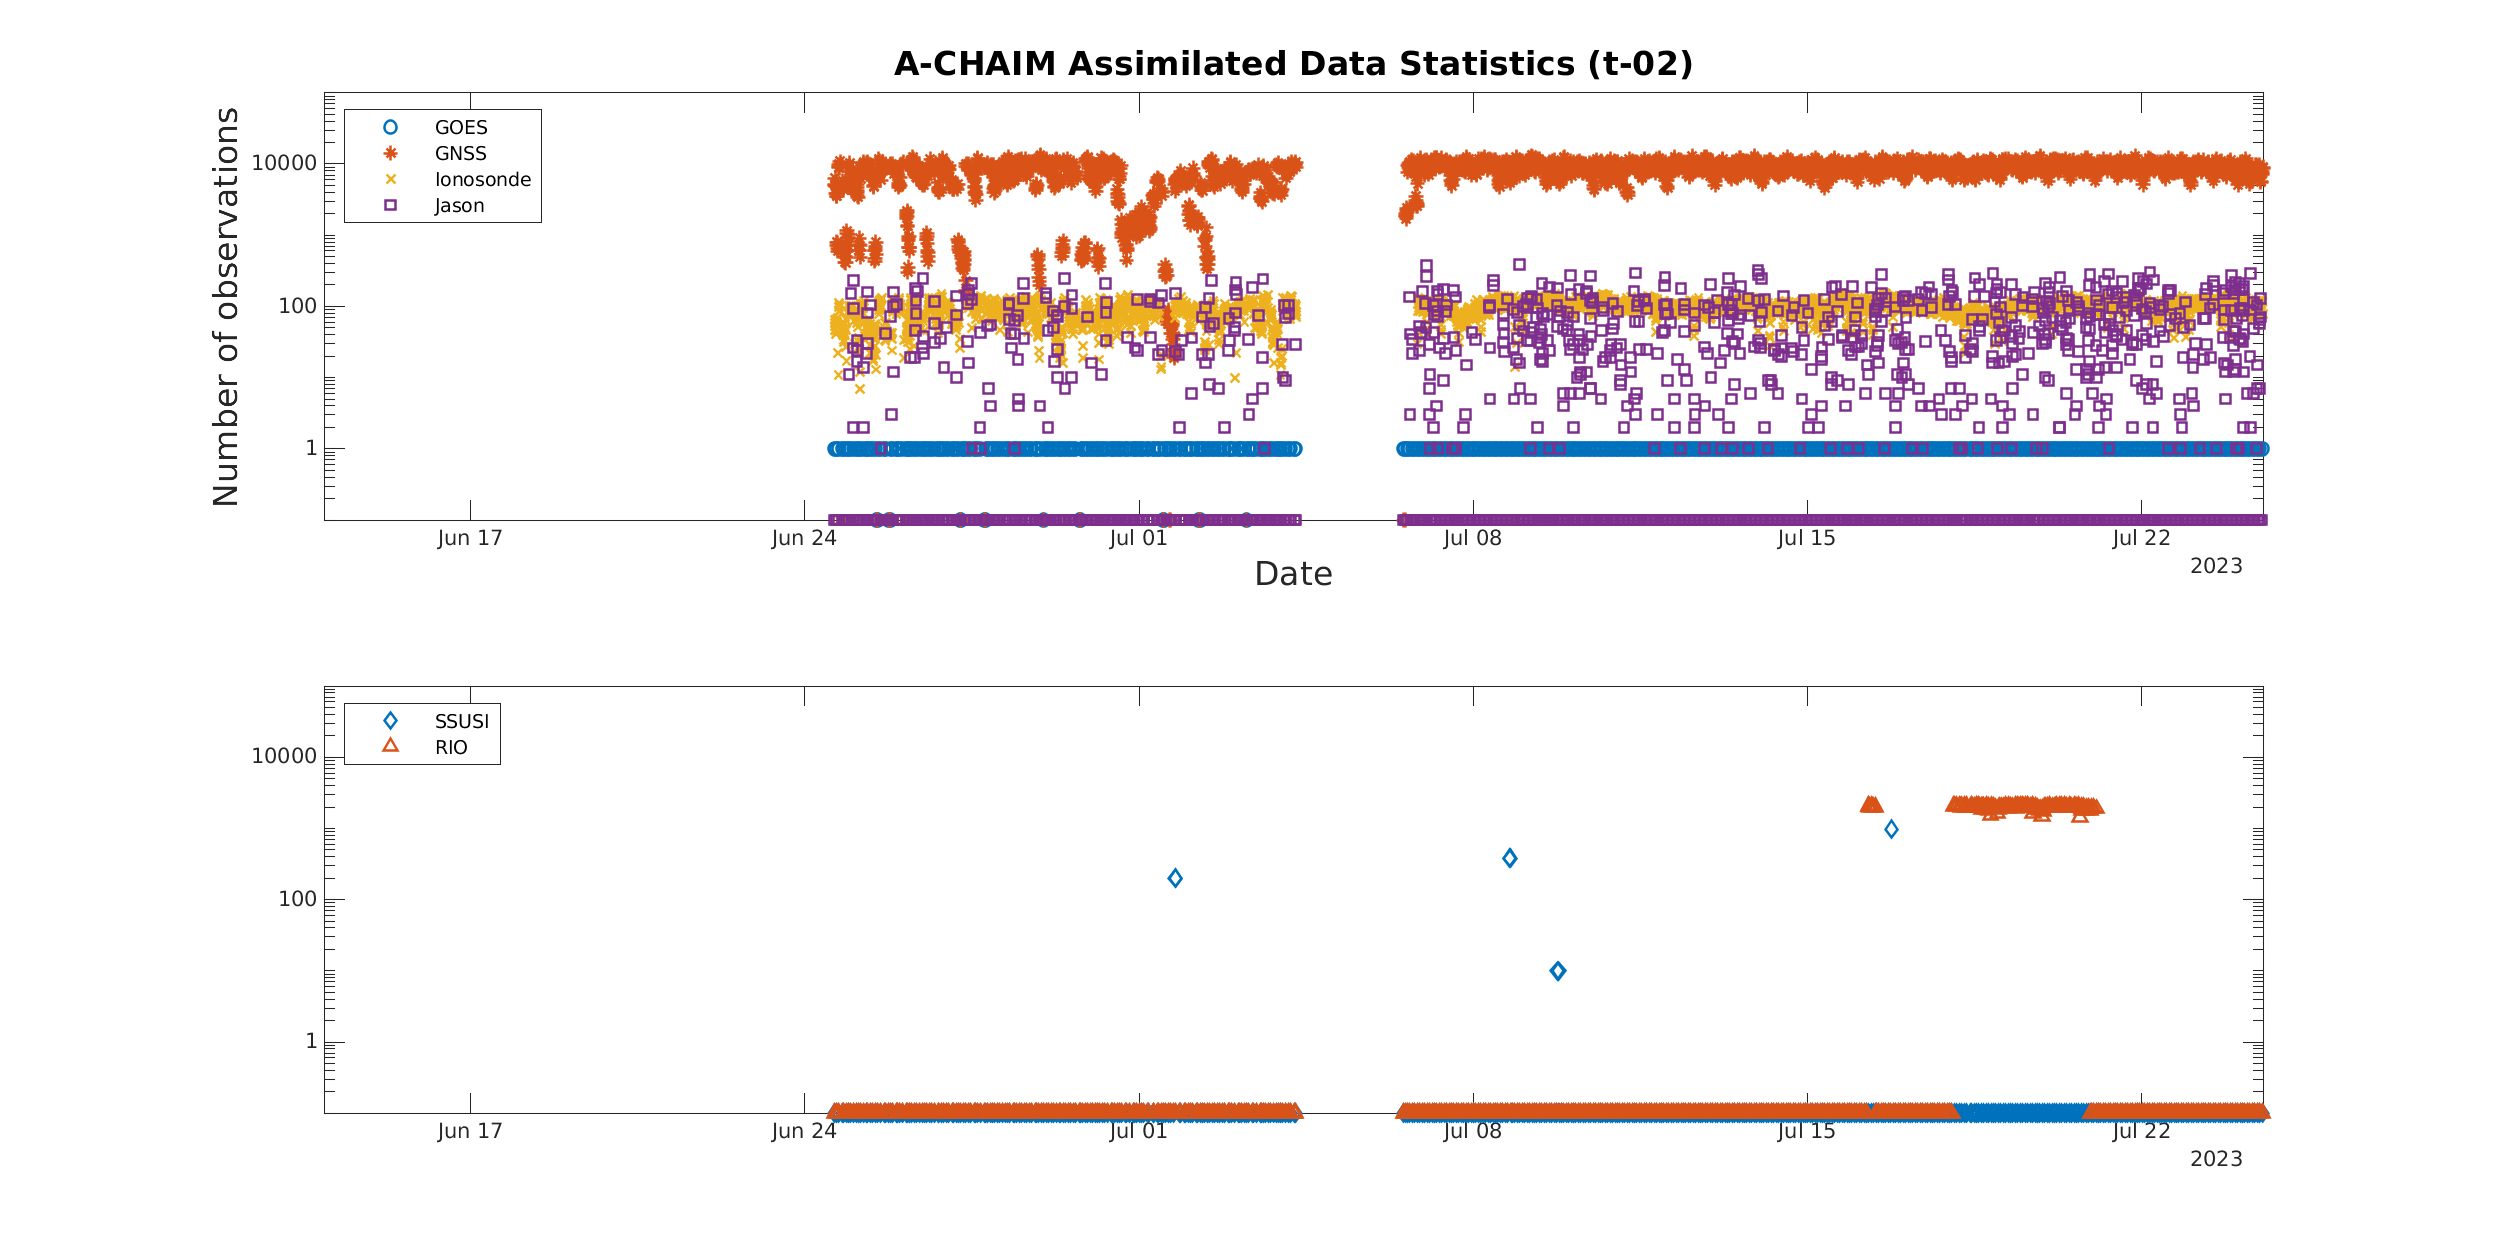 A-CHAIM Assimilated Data Statistics (t-02)
Number of observations
10000
100
1
GOES
GNSS
Ionosonde
Jason
Jun 17
Jun 24
Jul 01
Jul 08
Jul 15
Jul 22
2023
Date
10000
100
1
SSUSI
RIO
Jun 17
Jun 24
Jul 01
Jul 08
Jul 15
Jul 22
2023